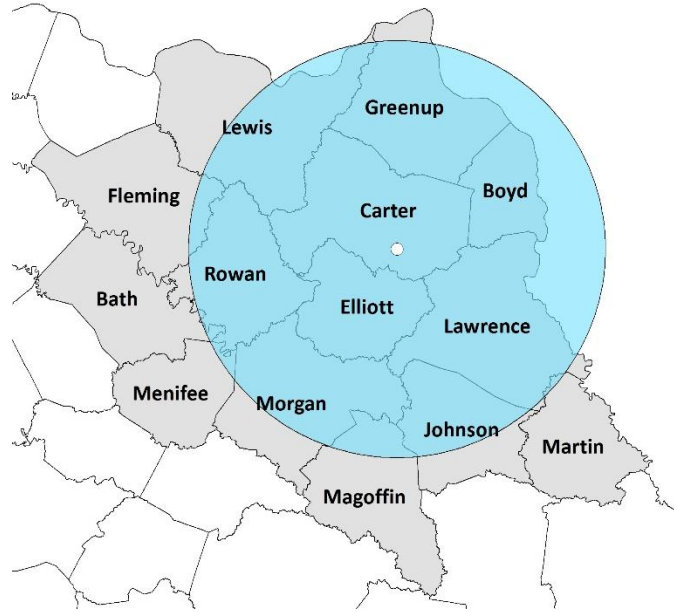 Greenup
Lewis
Boyd
Fleming
Carter
Rowan
Bath
Elliott
Lawrence
Menifee
Morgan
Johnson
Martin
Magoffin